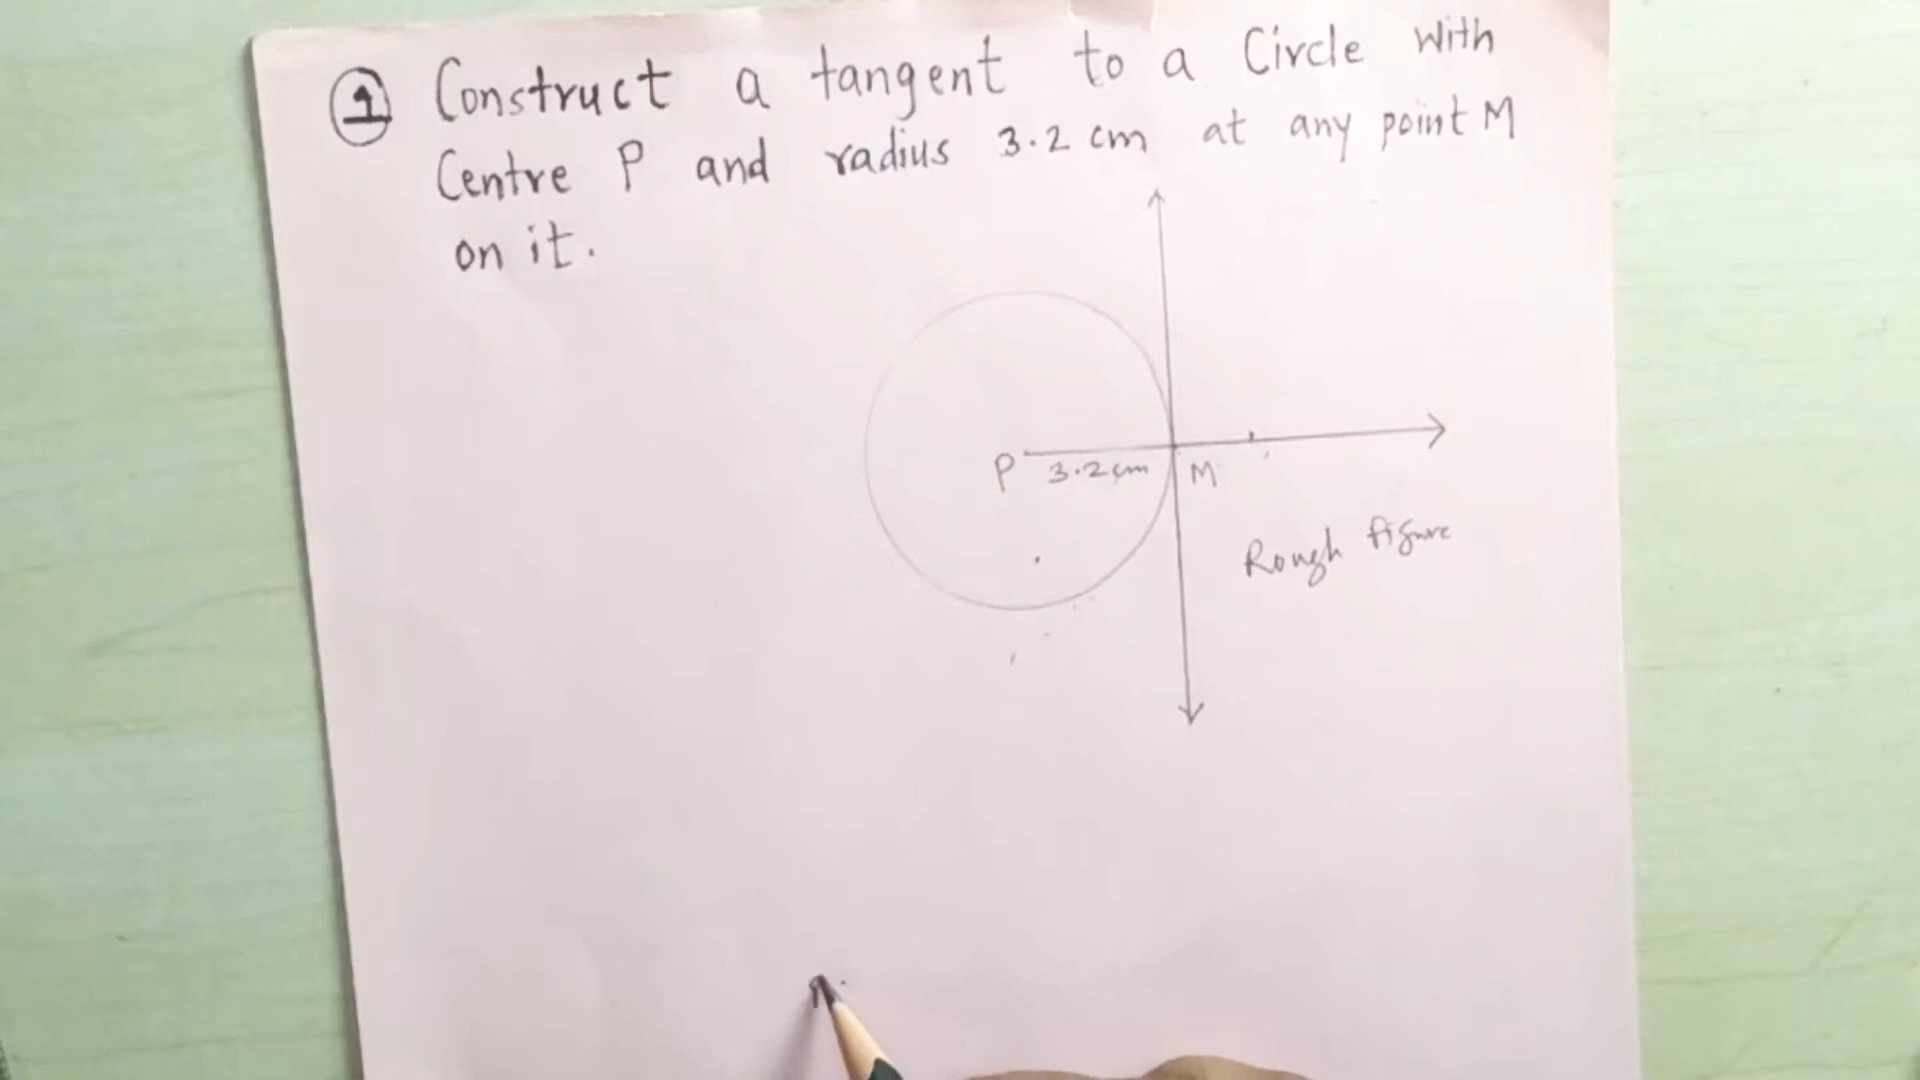 1 Construct a tangent to a Circle with
Centre P and radius 3.2 cm at any point M
on it.
P 3.2cm M
Rough figure